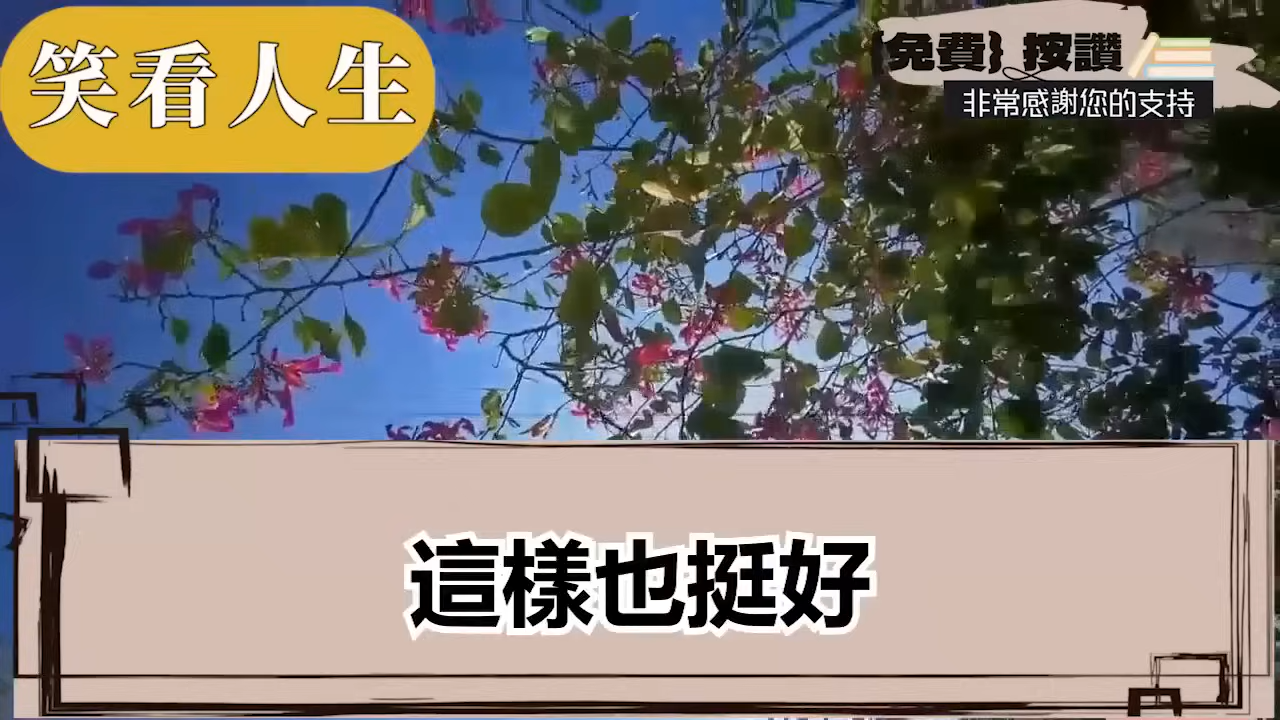 笑看人生
免費 按讚
非常感謝您的支持
這樣也挺好